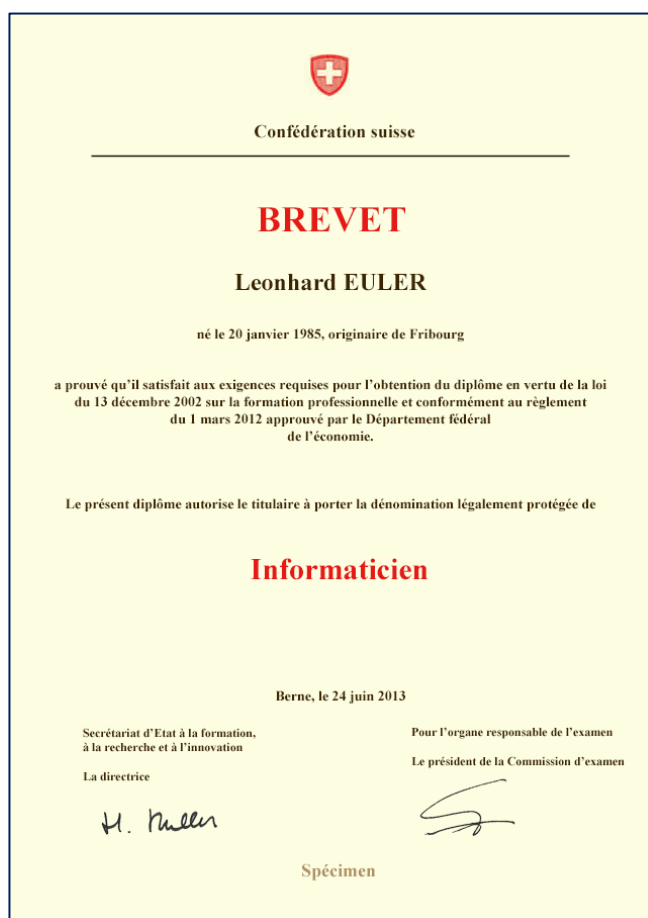 Confédération suisse
BREVET
Leonhard EULER
né le 20 janvier 1985, originaire de Fribourg
a prouvé qu'il satisfait aux exigences requises pour l'obtention du diplôme en vertu de la loi
du 13 décembre 2002 sur la formation professionnelle et conformément au règlement
du 1 mars 2012 approuvé par le Département fédéral
de l'économie.
Le présent diplôme autorise le titulaire à porter la dénomination légalement protégée de
Informaticien
Berne, le 24 juin 2013
Secrétariat d'Etat à la formation,
à la recherche et à l'innovation
La directrice
Pour l'organe responsable de l'examen
Le président de la Commission d'examen
Spécimen